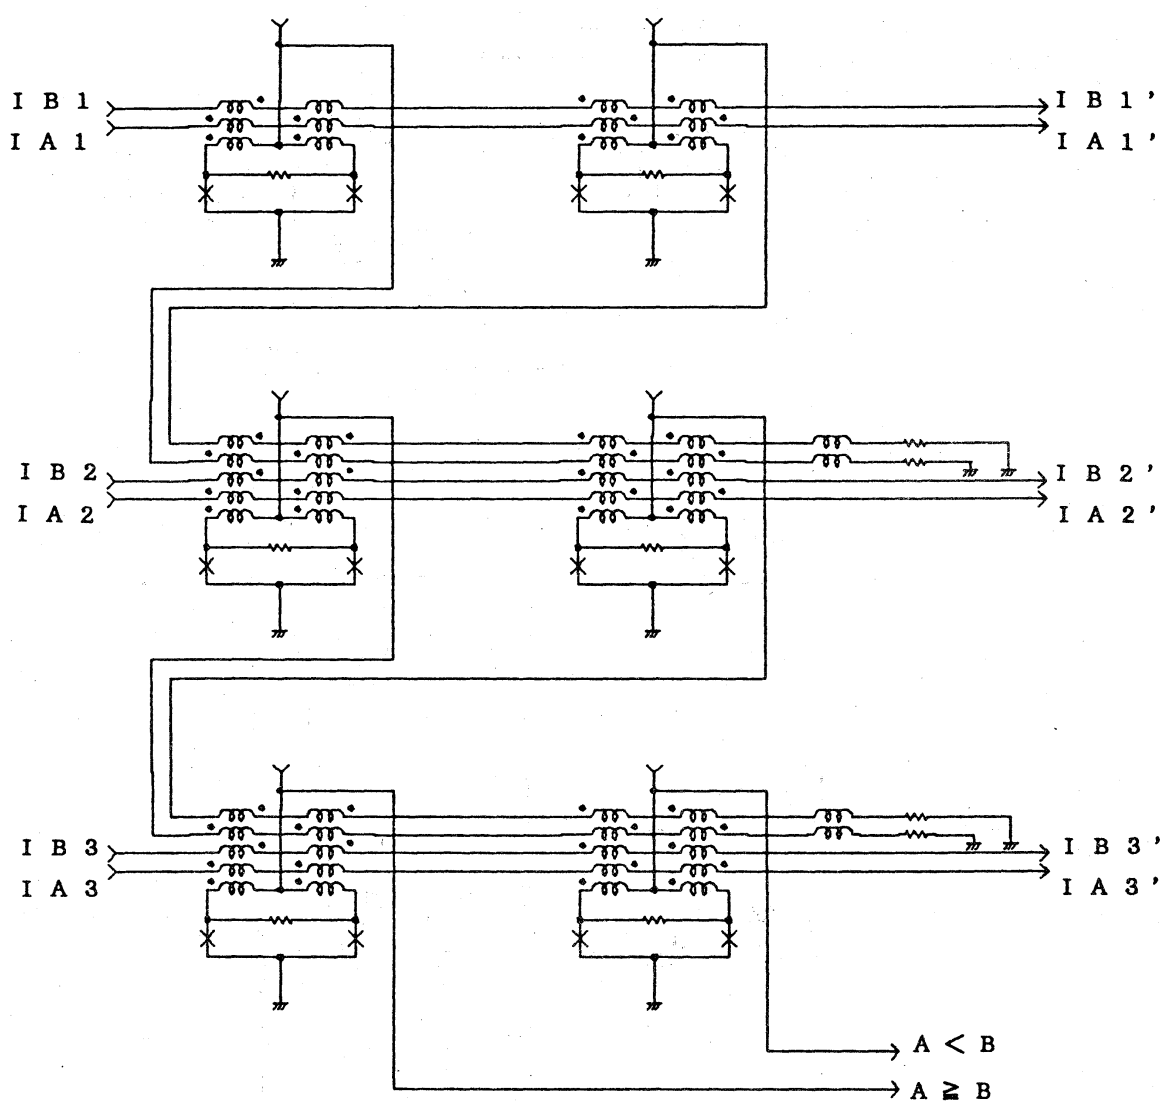 I B 1
I B 1 '
I A 1
I A 1 '
I B 2
I B 2 '
I A 2
I A 2 '
I B 3
I B 3 '
I A 3
I A 3 '
A < B
A ≧ B